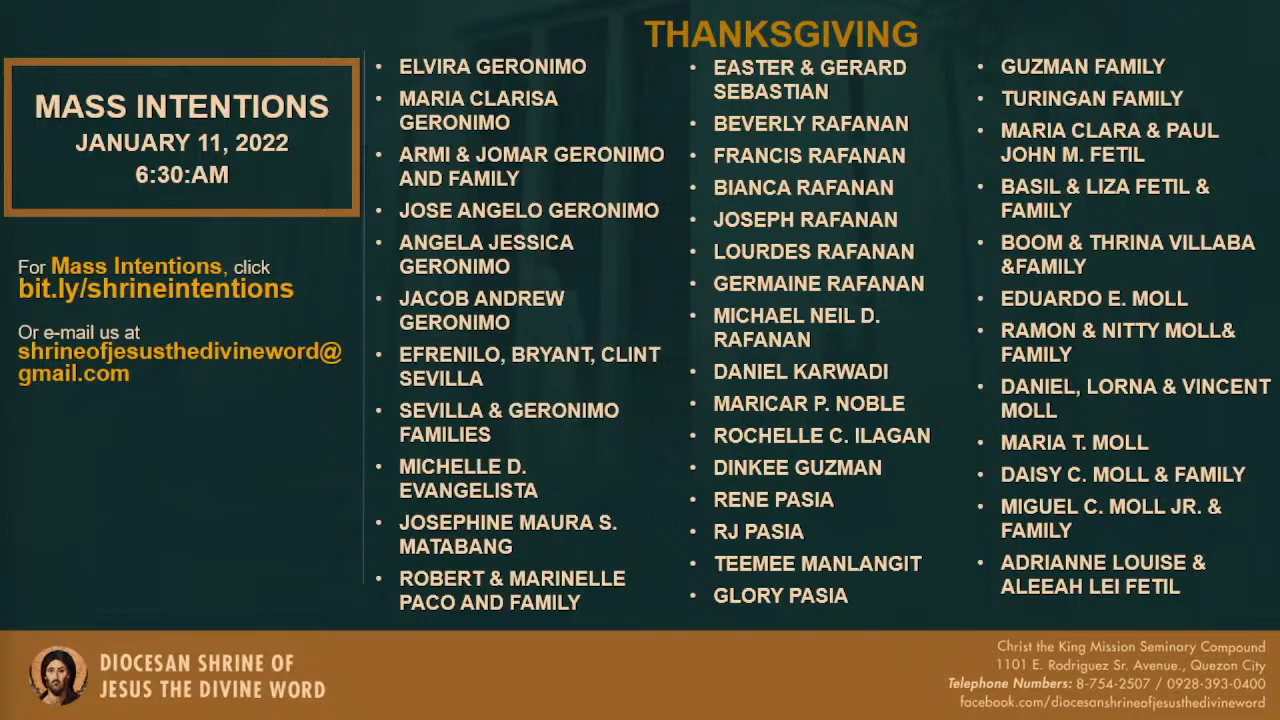 THANKSGIVING
MASS INTENTIONS
JANUARY 11, 2022
6:30:AM
For Mass Intentions, click
bit.ly/shrineintentions
Or e-mail us at
shrineofjesusthedivineword@
gmail.com
• ELVIRA GERONIMO
• MARIA CLARISA
GERONIMO
• ARMI & JOMAR GERONIMO
AND FAMILY
• JOSE ANGELO GERONIMO
• ANGELA JESSICA
GERONIMO
• JACOB ANDREW
GERONIMO
• EFRENILO, BRYANT, CLINT
SEVILLA
• SEVILLA & GERONIMO
FAMILIES
• MICHELLE D.
EVANGELISTA
• JOSEPHINE MAURA S.
MATABANG
• ROBERT & MARINELLE
PACO AND FAMILY
• EASTER & GERARD
SEBASTIAN
• BEVERLY RAFANAN
• FRANCIS RAFANAN
• BIANCA RAFANAN
• JOSEPH RAFANAN
• LOURDES RAFANAN
• GERMAINE RAFANAN
• MICHAEL NEIL D.
RAFANAN
• DANIEL KARWADI
• MARICAR P. NOBLE
• ROCHELLE C. ILAGAN
• DINKEE GUZMAN
• RENE PASIA
• RJ PASIA
• TEEMEE MANLANGIT
• GLORY PASIA
• GUZMAN FAMILY
• TURINGAN FAMILY
• MARIA CLARA & PAUL
JOHN M. FETIL
• BASIL & LIZA FETIL &
FAMILY
• BOOM & THRINA VILLABA
&FAMILY
• EDUARDO E. MOLL
• RAMON & NITTY MOLL&
FAMILY
• DANIEL, LORNA & VINCENT
MOLL
• MARIA T. MOLL
• DAISY C. MOLL & FAMILY
• MIGUEL C. MOLL JR. &
FAMILY
• ADRIANNE LOUISE &
ALEEAH LEI FETIL
DIOCESAN SHRINE OF
JESUS THE DIVINE WORD
Christ the King Mission Seminary Compound
1101 E. Rodriguez Sr. Avenue., Quezon City
Telephone Numbers: 8-754-2507 / 0928-393-0400
facebook.com/diocesanshrineofjesusthedivineword